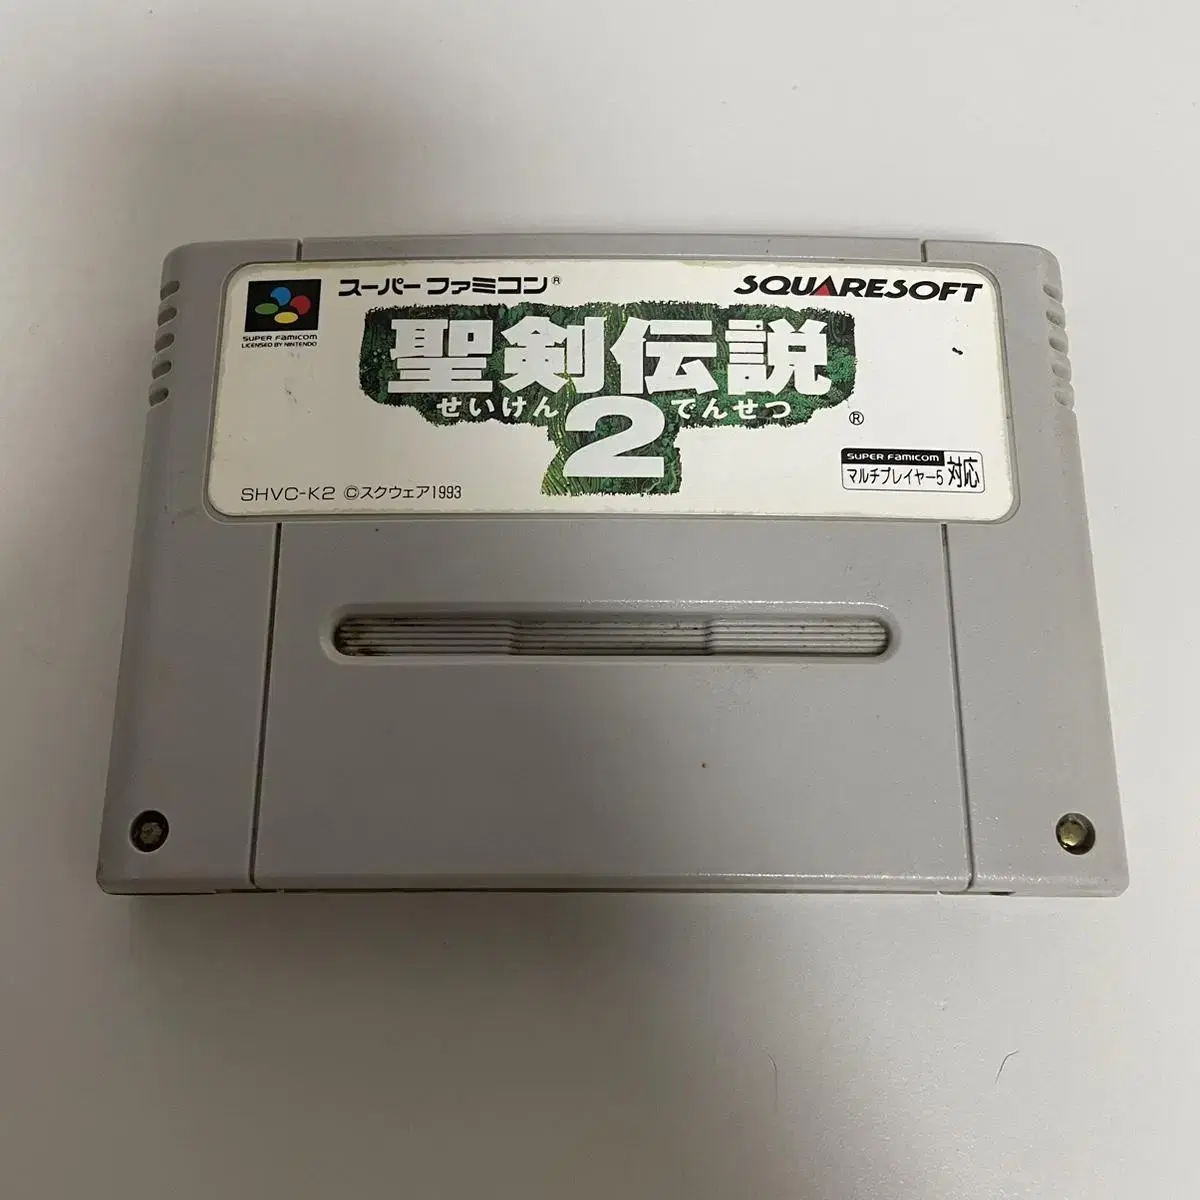 スーパーファミコン®
SQUARESOFT
SUPER FAMICOM
LICENSED BY NINTENDO
聖剣伝説
せいけん でんせつ
2
®
SUPER FAMICOM
マルチプレイヤー5 対応
SHVC-K2 ©スクウェア1993